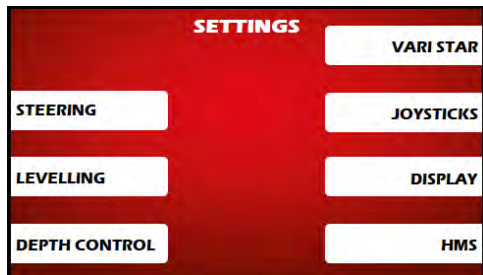 SETTINGS
VARI STAR
STEERING
JOYSTICKS
LEVELLING
DISPLAY
DEPTH CONTROL
HMS